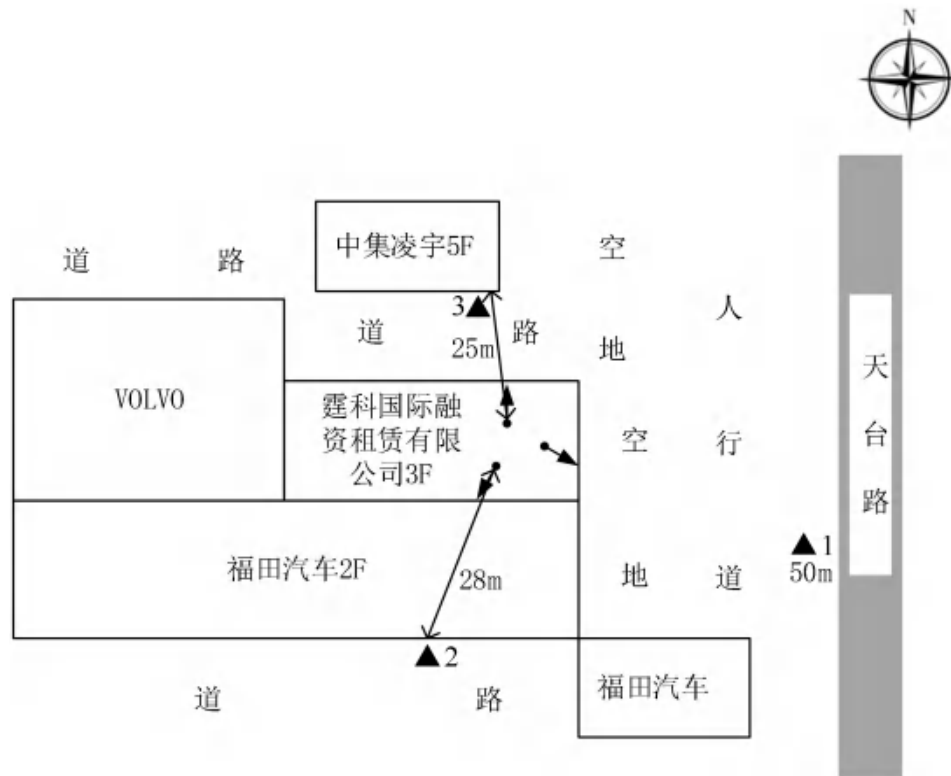 N
中集凌宇5F
空
道 路
人
3
道 路
地
25m
天
VOLVO
霆科国际融
资租赁有限
公司3F
台
空 行
路
1
50m
福田汽车2F
28m
地 道
2
道 路
福田汽车